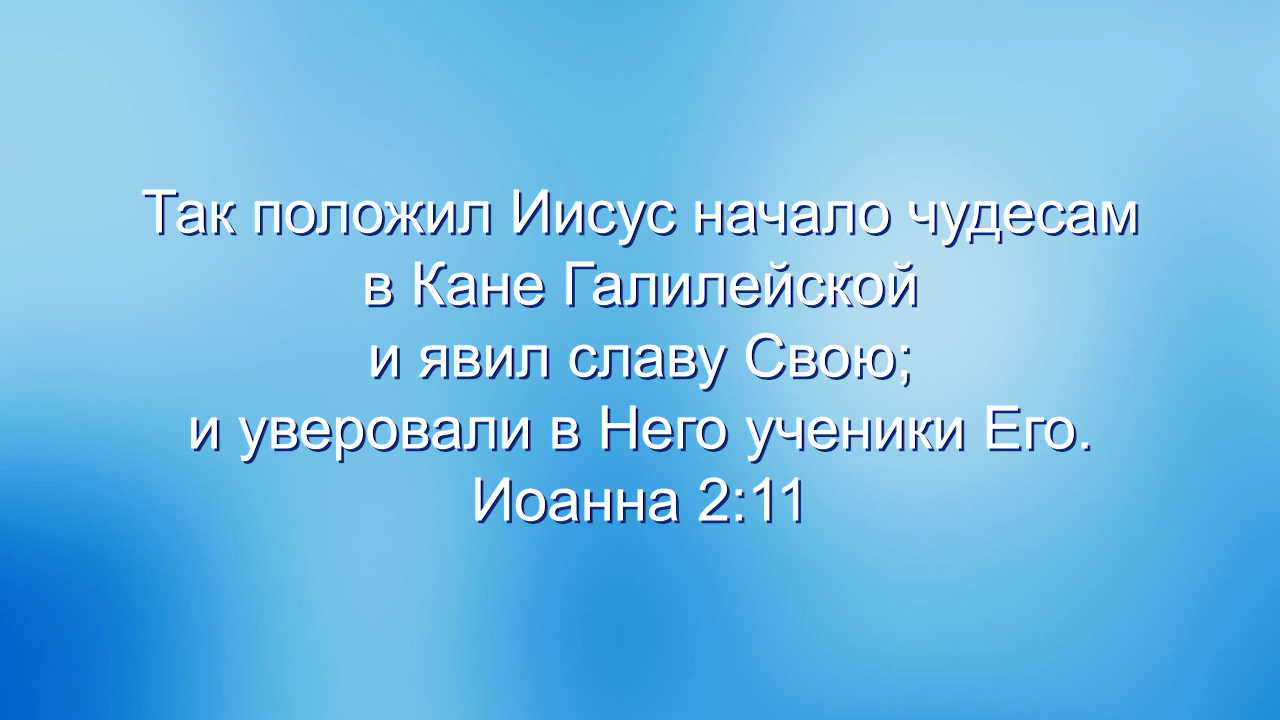 Так положил Иисус начало чудесам
в Кане Галилейской
и явил славу Свою;
и уверовали в Него ученики Его.
Иоанна 2:11